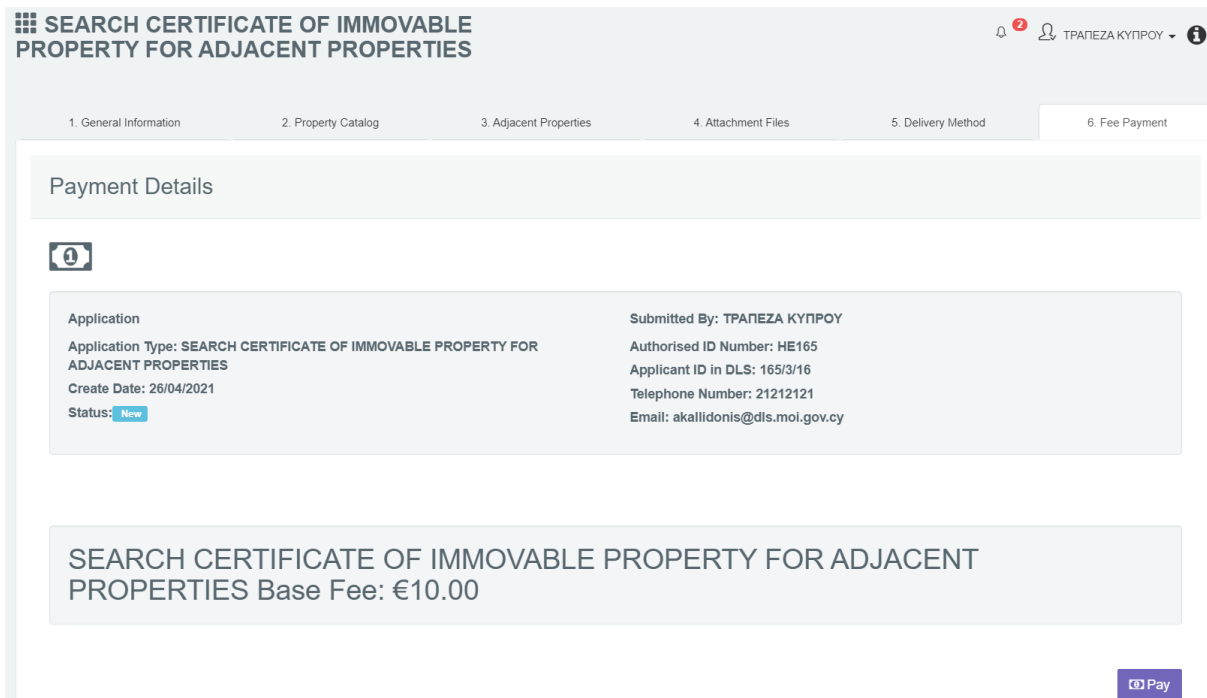 SEARCH CERTIFICATE OF IMMOVABLE
PROPERTY FOR ADJACENT PROPERTIES
2
ΤΡΑΠΕΖΑ ΚΥΠΡΟΥ
1. General Information
2. Property Catalog
3. Adjacent Properties
4. Attachment Files
5. Delivery Method
6. Fee Payment
Payment Details
1
Application
Application Type: SEARCH CERTIFICATE OF IMMOVABLE PROPERTY FOR
ADJACENT PROPERTIES
Create Date: 26/04/2021
Status: New
Submitted By: ΤΡΑΠΕΖΑ ΚΥΠΡΟΥ
Authorised ID Number: HE165
Applicant ID in DLS: 165/3/16
Telephone Number: 21212121
Email: akallidonis@dls.moi.gov.cy
SEARCH CERTIFICATE OF IMMOVABLE PROPERTY FOR ADJACENT
PROPERTIES Base Fee: €10.00
Pay